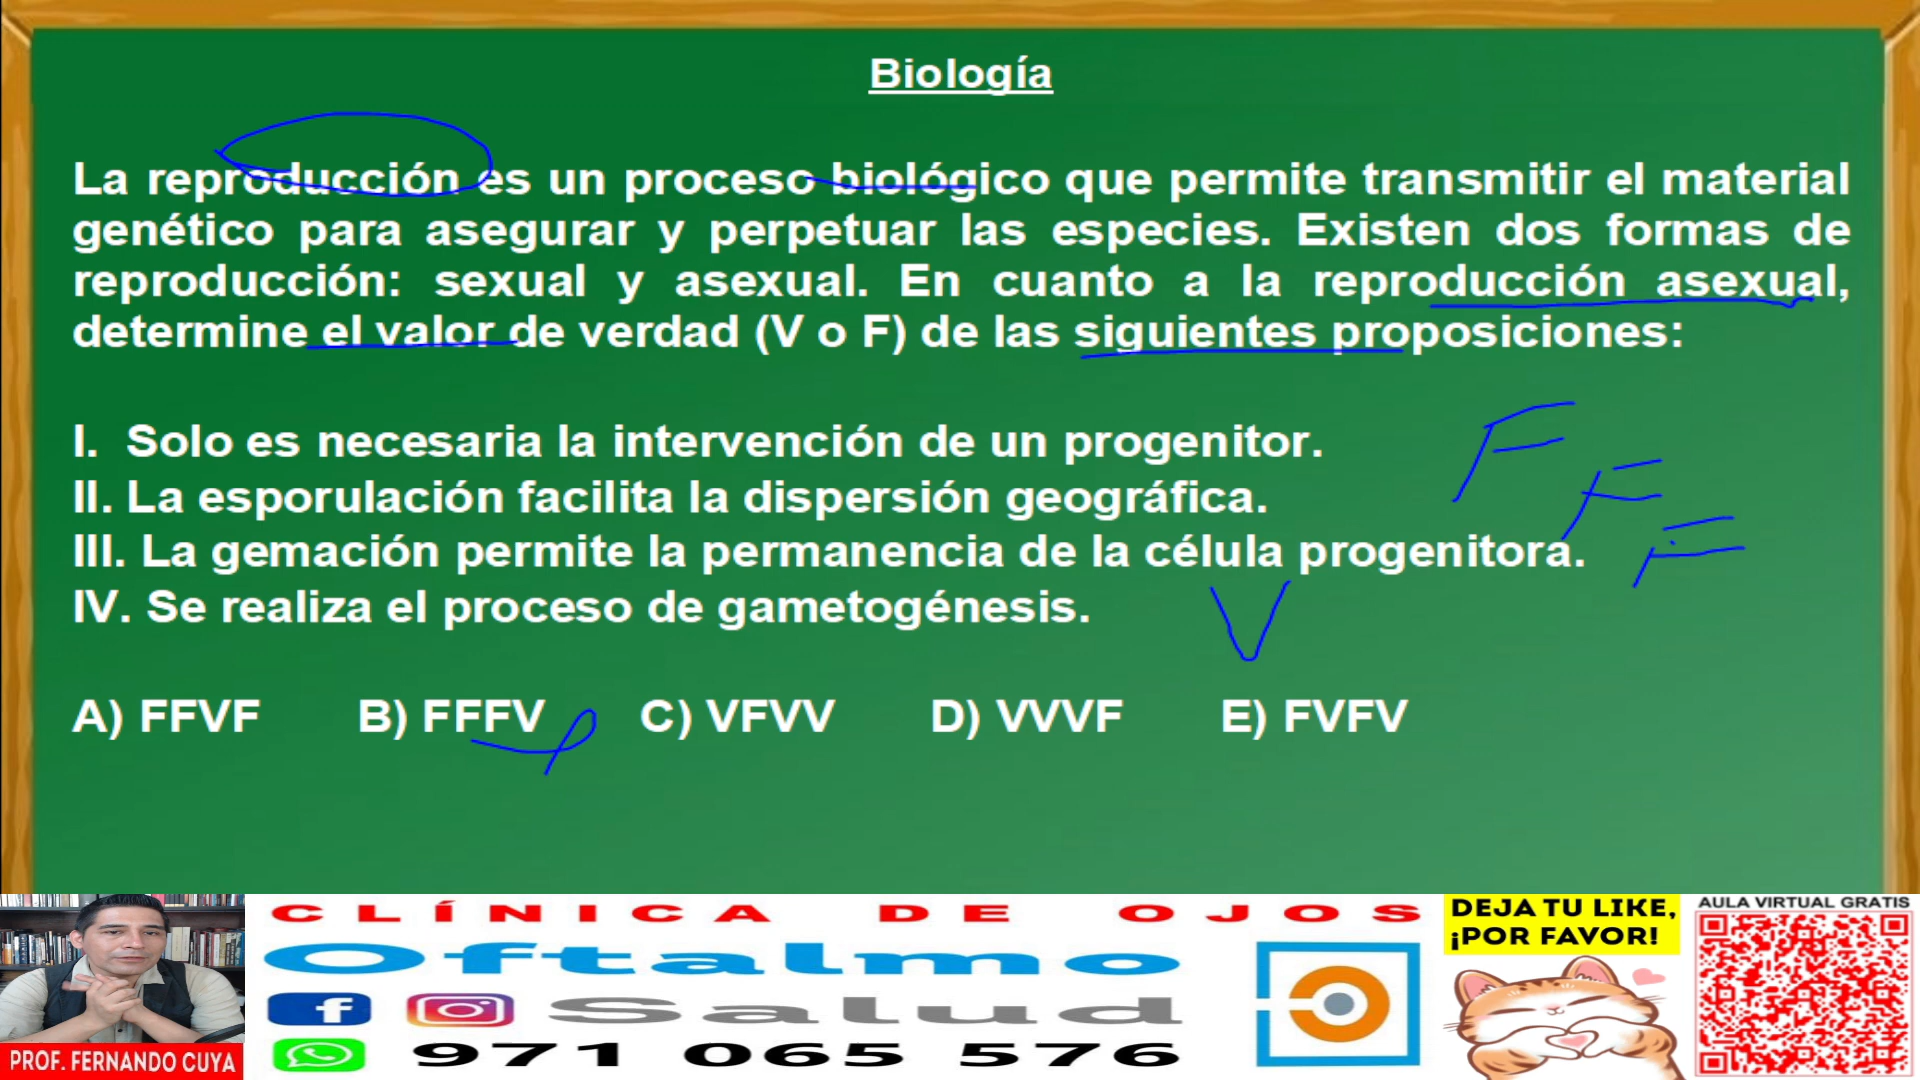 Biología
La reproducción es un proceso biológico que permite transmitir el material
genético para asegurar y perpetuar las especies. Existen dos formas de
reproducción: sexual y asexual. En cuanto a la reproducción asexual,
determine el valor de verdad (V o F) de las siguientes proposiciones:
I. Solo es necesaria la intervención de un progenitor.
F
II. La esporulación facilita la dispersión geográfica.
F
III. La gemación permite la permanencia de la célula progenitora.
F
IV. Se realiza el proceso de gametogénesis.
V
A) FFVF B) FFFV C) VFVV D) VVVF E) FVFV
CLÍNICA DE OJOS
Oftalmo
Salud
971 065 576
PROF. FERNANDO CUYA
DEJA TU LIKE,
¡POR FAVOR!
AULA VIRTUAL GRATIS